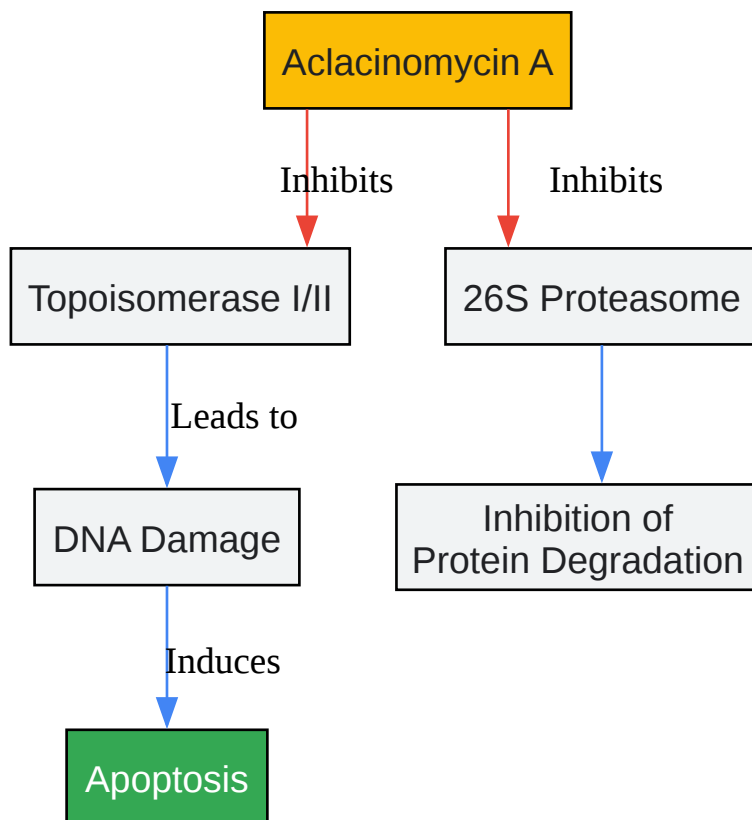 Aclacinomycin A
Inhibits
Inhibits
Topoisomerase I/II
26S Proteasome
Leads to
DNA Damage
Inhibition of
Protein Degradation
Induces
Apoptosis